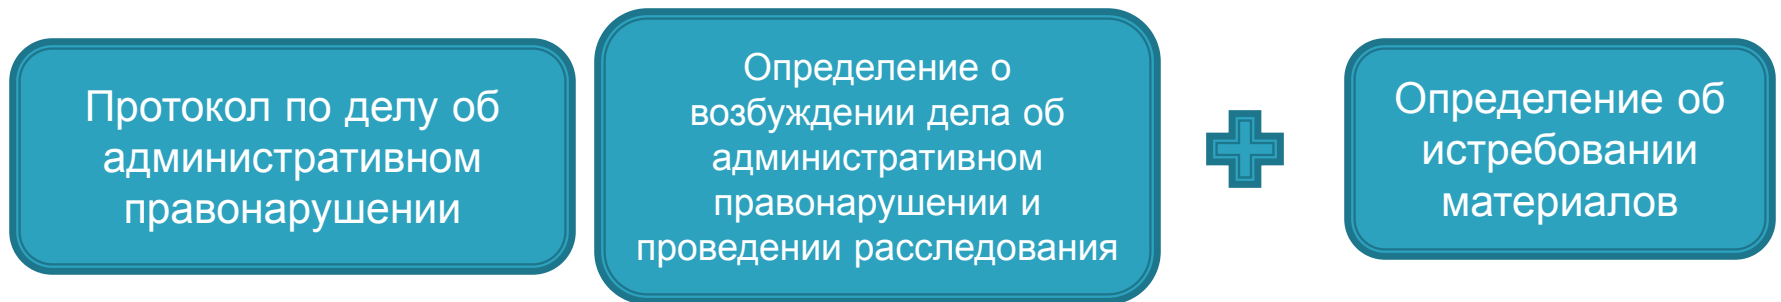 Протокол по делу об
административном
правонарушении
Определение о
возбуждении дела об
административном
правонарушении и
проведении расследования
Определение об
истребовании
материалов